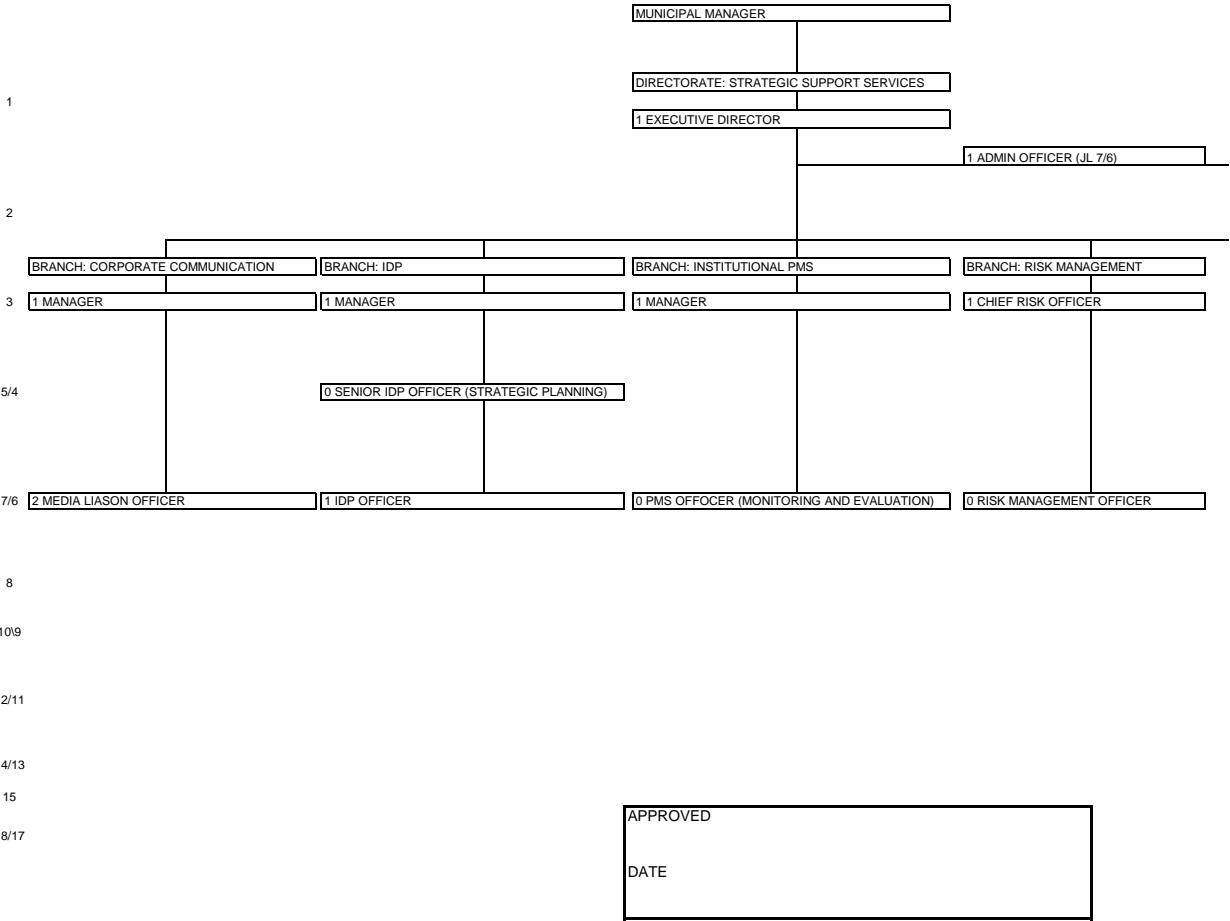 MUNICIPAL MANAGER
DIRECTORATE: STRATEGIC SUPPORT SERVICES
1
1 EXECUTIVE DIRECTOR
1 ADMIN OFFICER (JL 7/6)
2
BRANCH: CORPORATE COMMUNICATION
BRANCH: IDP
BRANCH: INSTITUTIONAL PMS
BRANCH: RISK MANAGEMENT
3
1 MANAGER
1 MANAGER
1 MANAGER
1 CHIEF RISK OFFICER
5/4
0 SENIOR IDP OFFICER (STRATEGIC PLANNING)
7/6
2 MEDIA LIASON OFFICER
1 IDP OFFICER
0 PMS OFFOCER (MONITORING AND EVALUATION)
0 RISK MANAGEMENT OFFICER
8
10\9
2/11
4/13
15
8/17
APPROVED
DATE